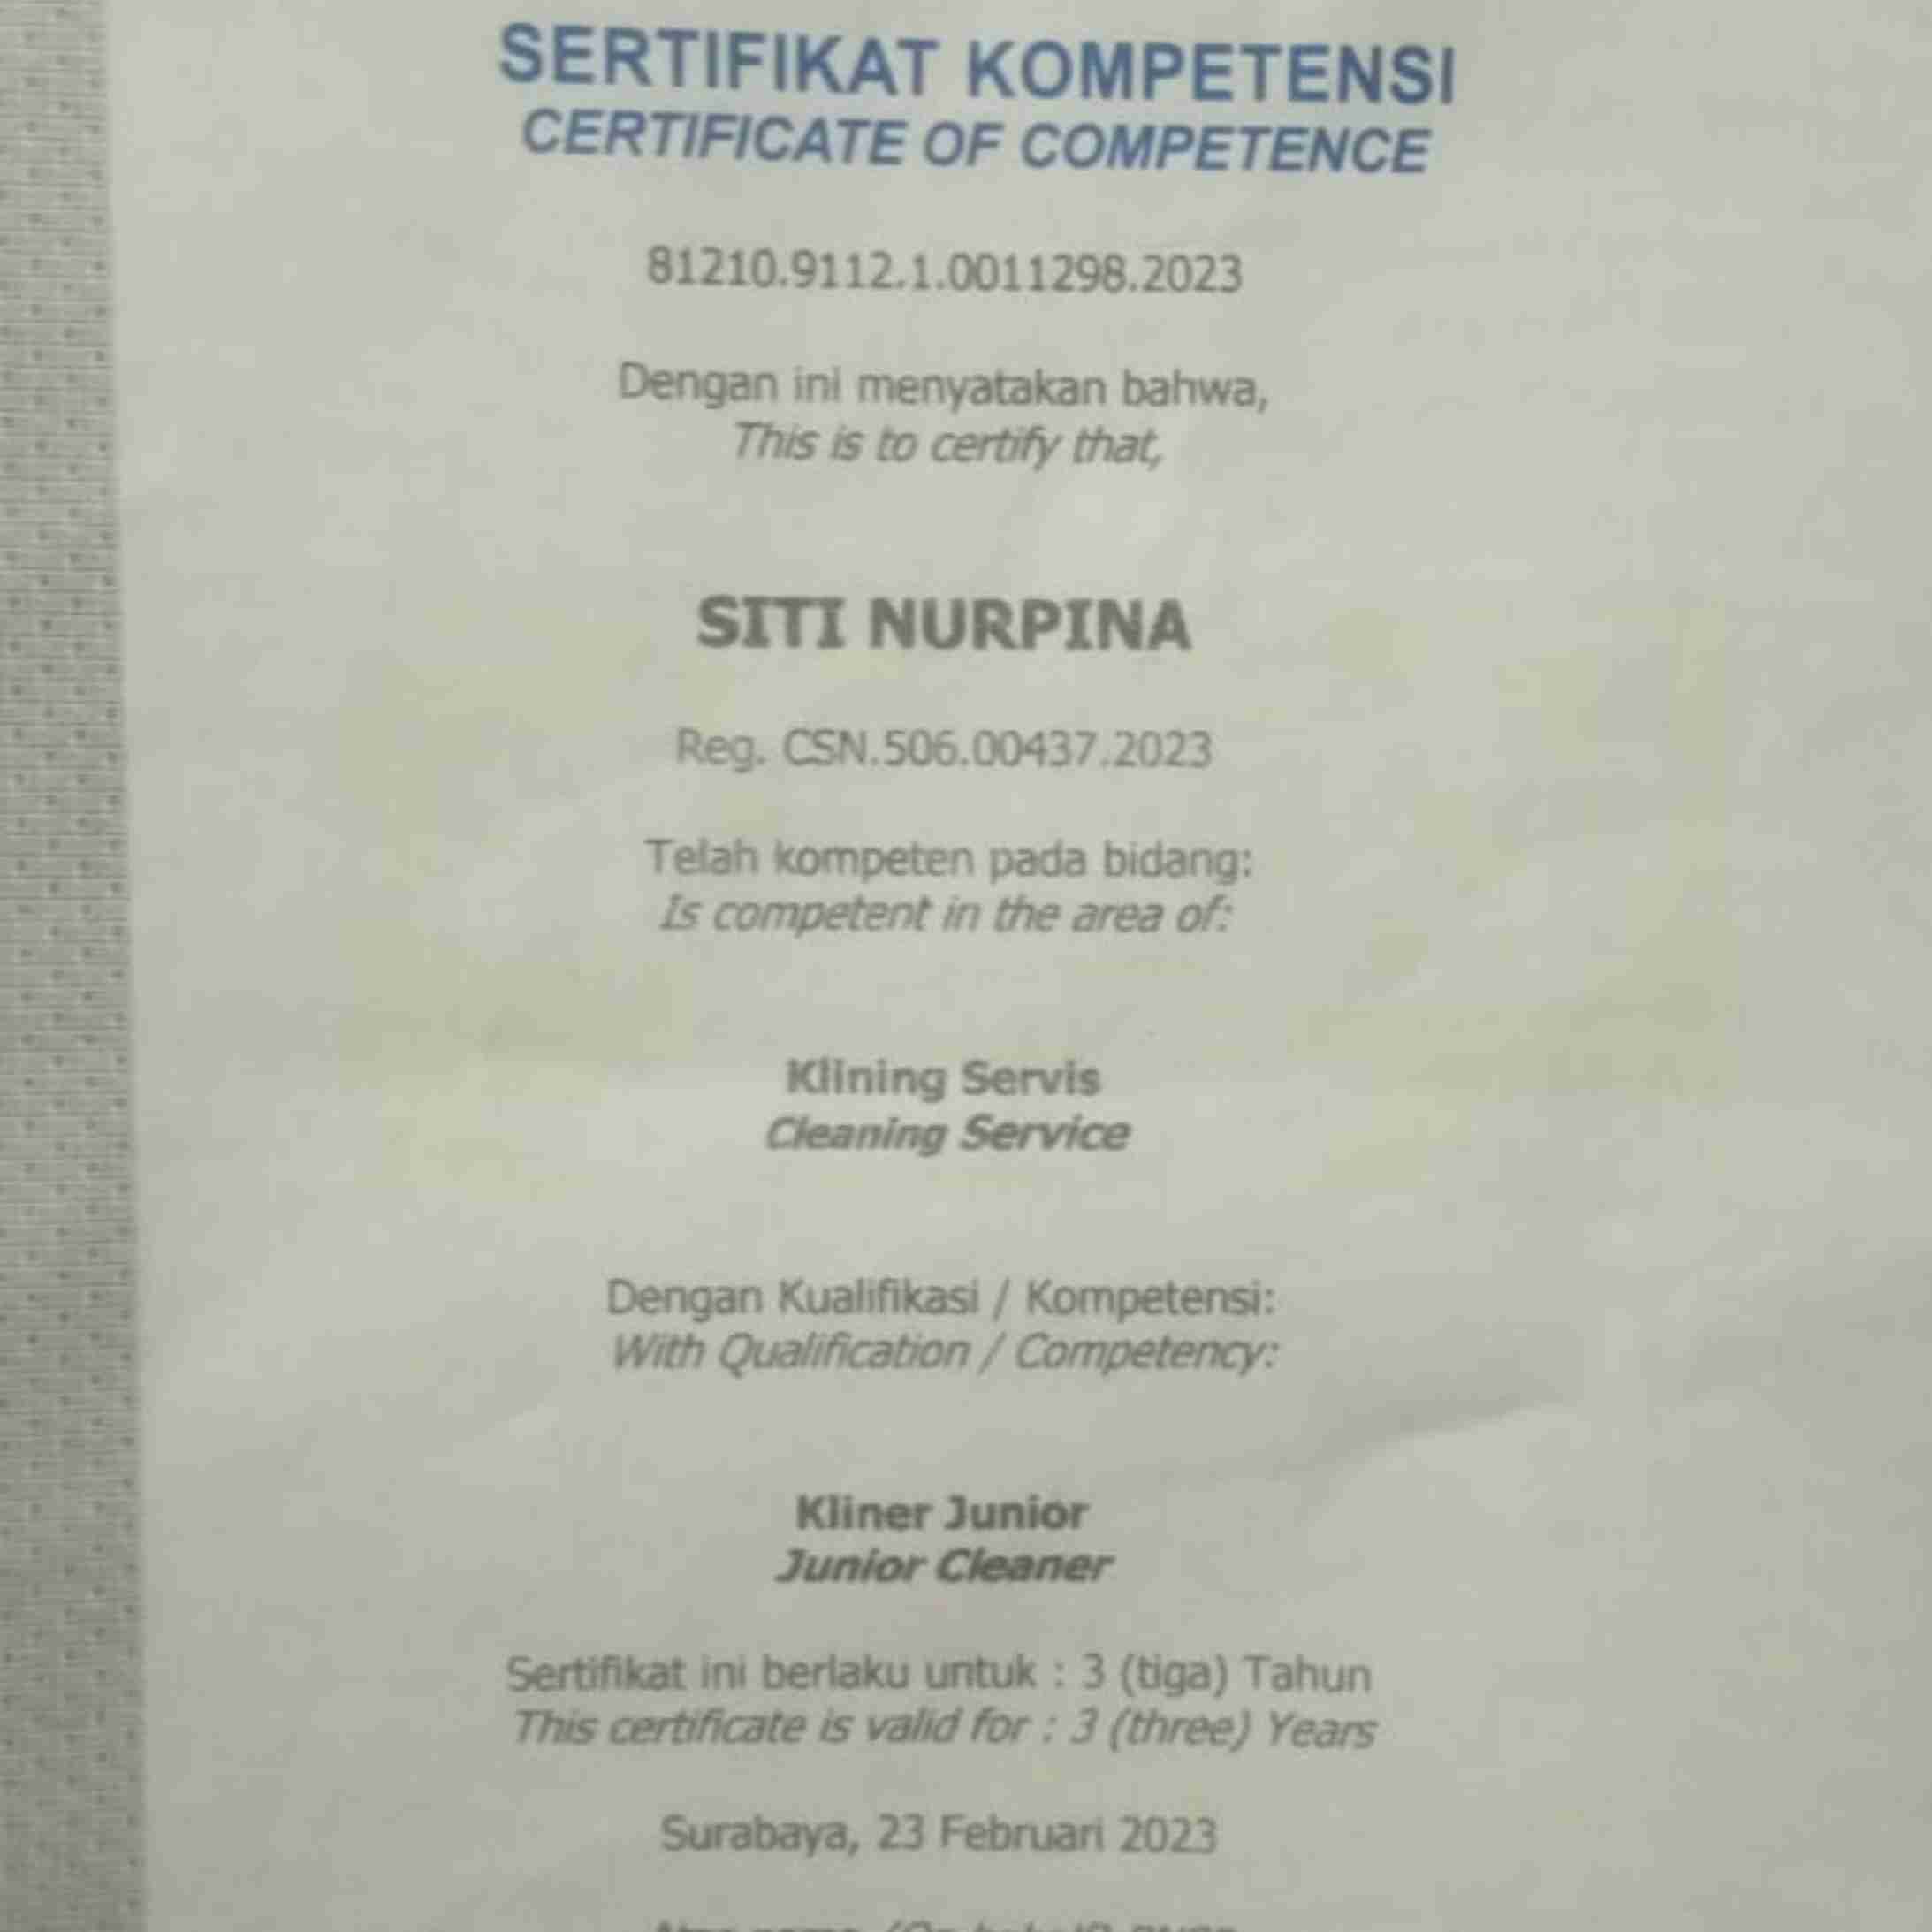 SERTIFIKAT KOMPETENSI
CERTIFICATE OF COMPETENCE
81210.9112.1.0011298.2023
Dengan ini menyatakan bahwa,
This is to certify that,
SITI NURPINA
Reg. CSN.506.00437.2023
Telah kompeten pada bidang:
Is competent in the area of:
Klining Servis
Cleaning Service
Dengan Kualifikasi / Kompetensi:
With Qualification / Competency:
Kliner Junior
Junior Cleaner
Sertifikat ini berlaku untuk : 3 (tiga) Tahun
This certificate is valid for : 3 (three) Years
Surabaya, 23 Februari 2023